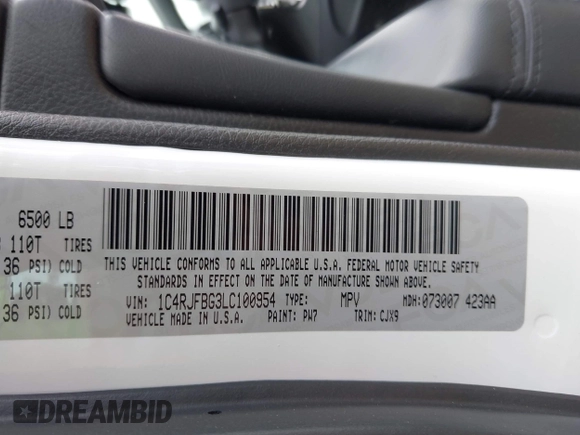 6500 LB
110T TIRES
36 PSI) COLD
110T TIRES
36 PSI) COLD
THIS VEHICLE CONFORMS TO ALL APPLICABLE U.S.A. FEDERAL MOTOR VEHICLE SAFETY
STANDARDS IN EFFECT ON THE DATE OF MANUFACTURE SHOWN ABOVE.
VIN: 1C4RJFBG3LC100954 TYPE: MPV MDH: 073007 423AA
VEHICLE MADE IN U.S.A. PAINT: PW7 TRIM: CJX9
DREAMBID